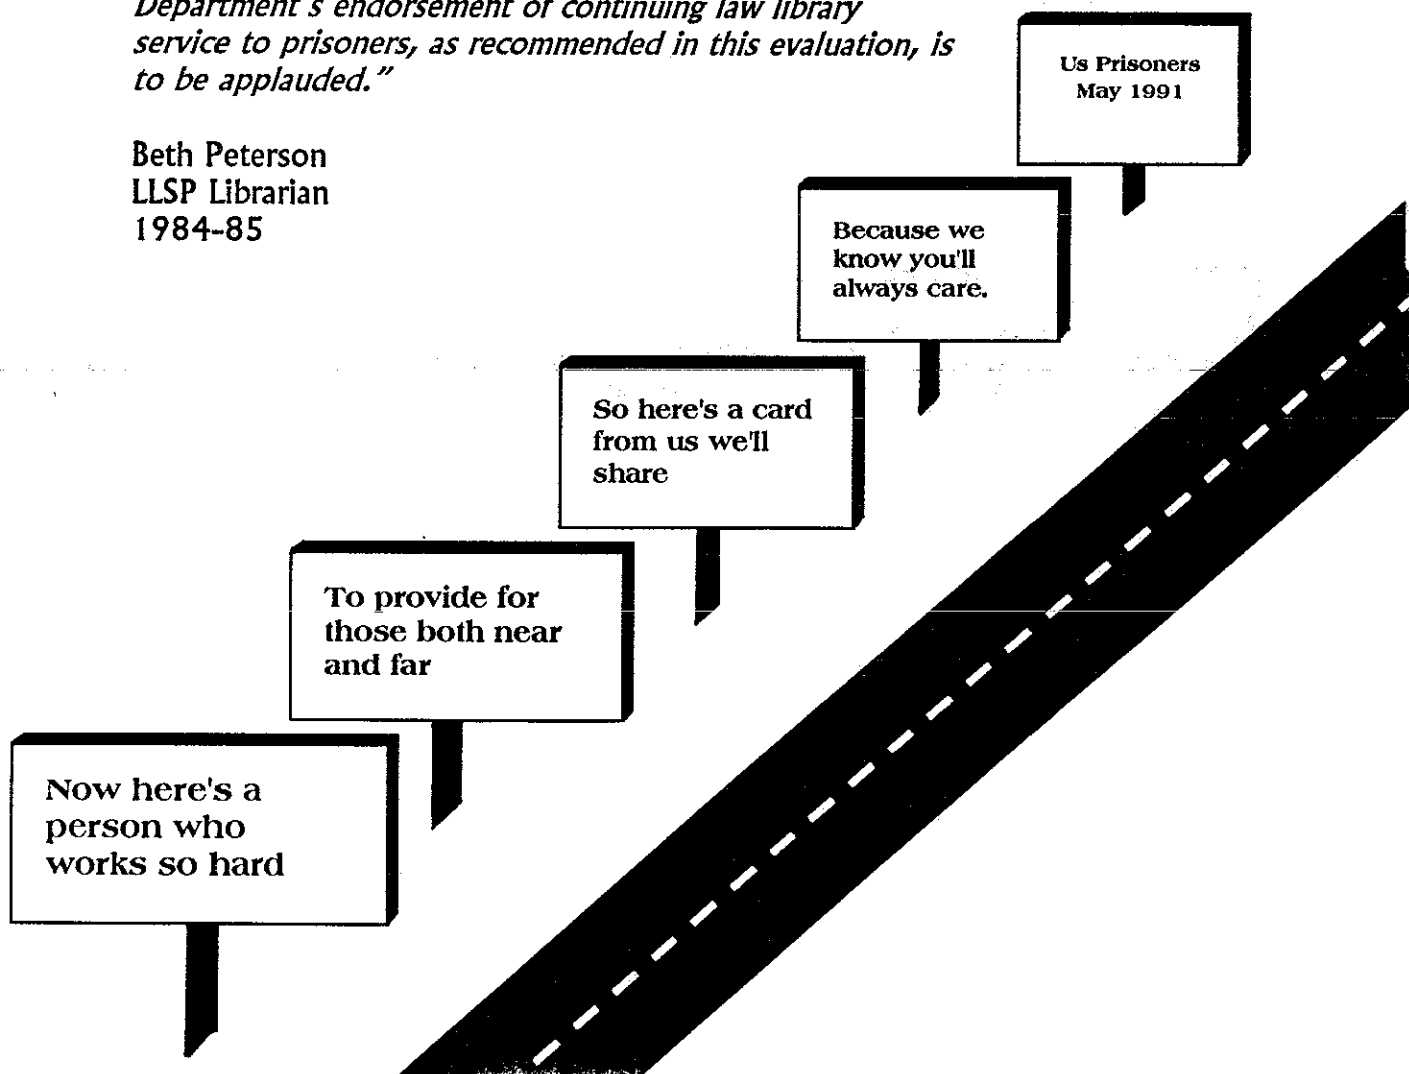 Department's endorsement of continuing law library
service to prisoners, as recommended in this evaluation, is
to be applauded."
Beth Peterson
LLSP Librarian
1984-85
Us Prisoners
May 1991
Because we
know you'll
always care.
So here's a card
from us we'll
share
To provide for
those both near
and far
Now here's a
person who
works so hard